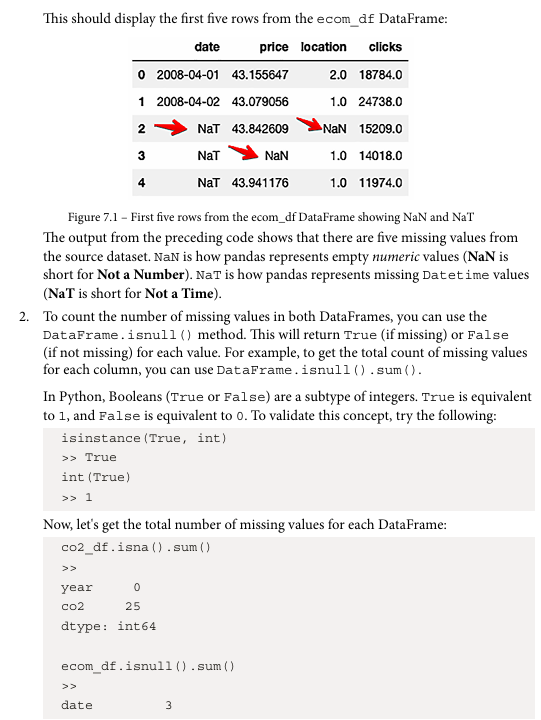 This should display the first five rows from the ecom_df DataFrame:
date price location clicks
0 2008-04-01 43.155647 2.0 18784.0
1 2008-04-02 43.079056 1.0 24738.0
2 NaT 43.842609 NaN 15209.0
3 NaT NaN 1.0 14018.0
4 NaT 43.941176 1.0 11974.0
Figure 7.1 – First five rows from the ecom_df DataFrame showing NaN and NaT
The output from the preceding code shows that there are five missing values from
the source dataset. NaN is how pandas represents empty numeric values (NaN is
short for Not a Number). NaT is how pandas represents missing Datetime values
(NaT is short for Not a Time).
2. To count the number of missing values in both DataFrames, you can use the
DataFrame.isnull() method. This will return True (if missing) or False
(if not missing) for each value. For example, to get the total count of missing values
for each column, you can use DataFrame.isnull().sum().
In Python, Booleans (True or False) are a subtype of integers. True is equivalent
to 1, and False is equivalent to 0. To validate this concept, try the following:
isinstance(True, int)
>> True
int(True)
>> 1
Now, let's get the total number of missing values for each DataFrame:
co2_df.isna().sum()
>>
year 0
co2 25
dtype: int64
ecom_df.isnull().sum()
>>
date 3